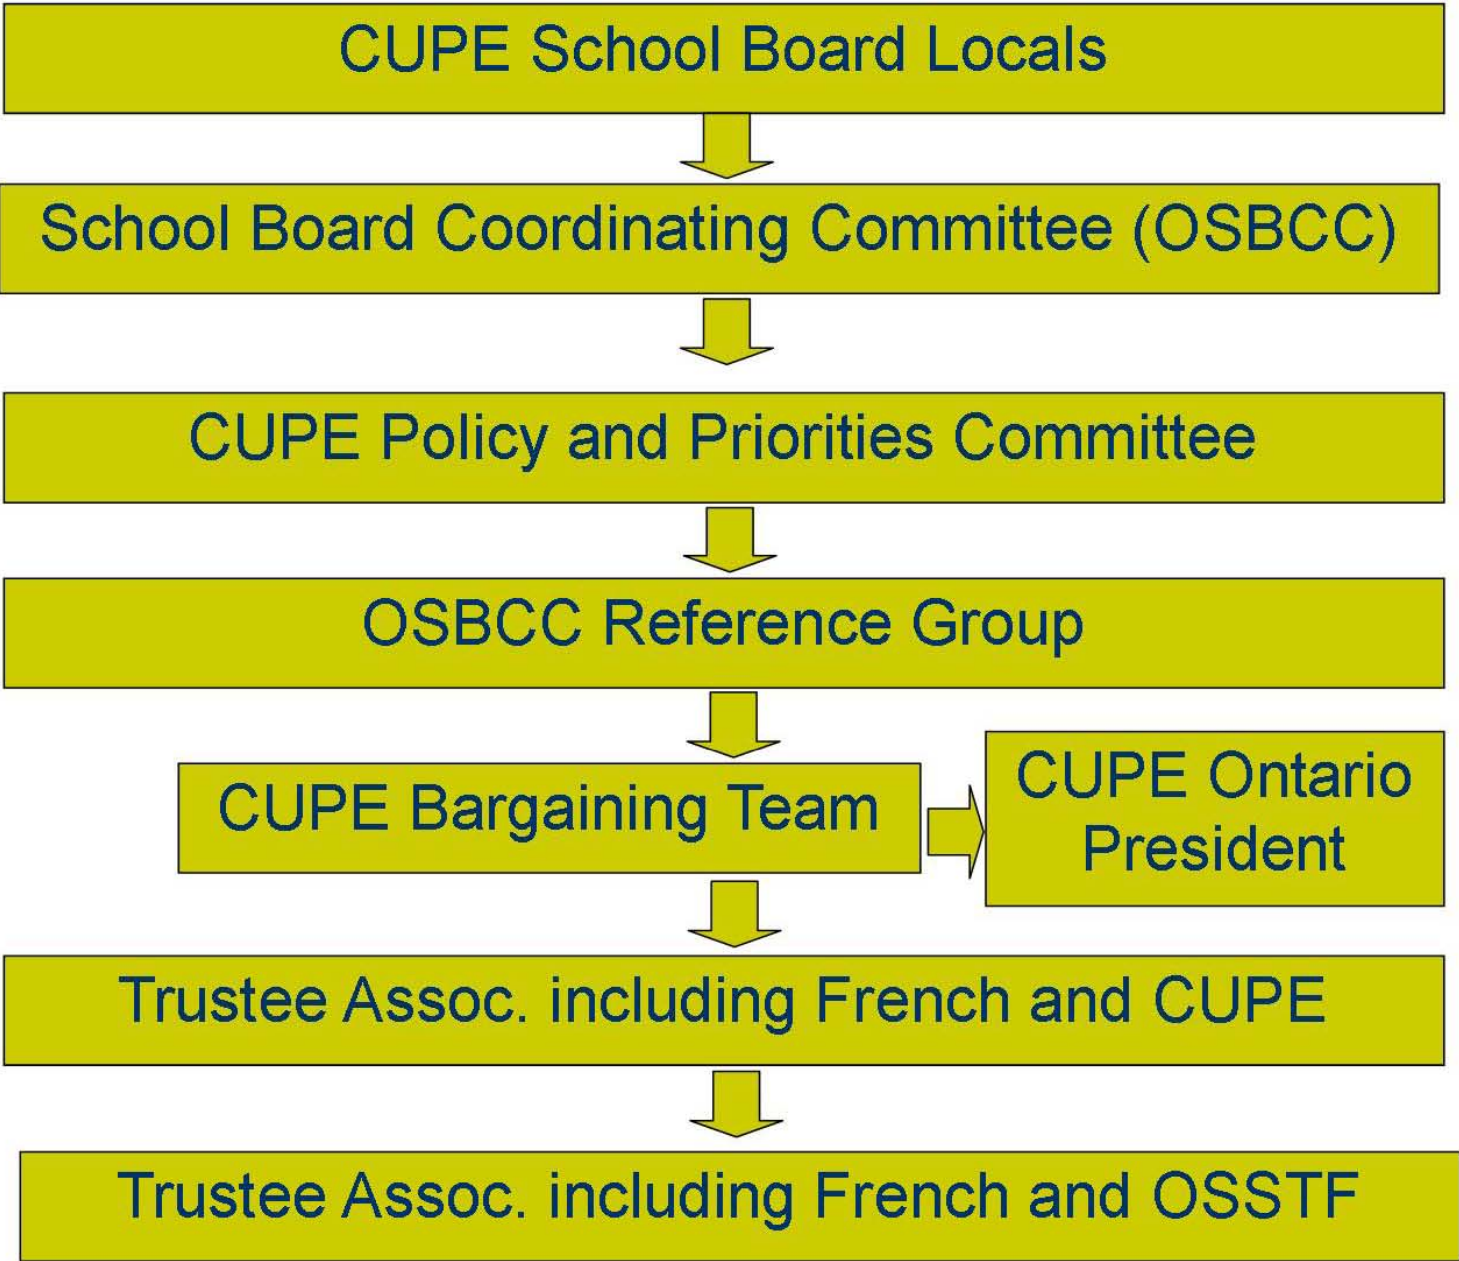 CUPE School Board Locals
School Board Coordinating Committee (OSBCC)
CUPE Policy and Priorities Committee
OSBCC Reference Group
CUPE Bargaining Team
CUPE Ontario
President
Trustee Assoc. including French and CUPE
Trustee Assoc. including French and OSSTF